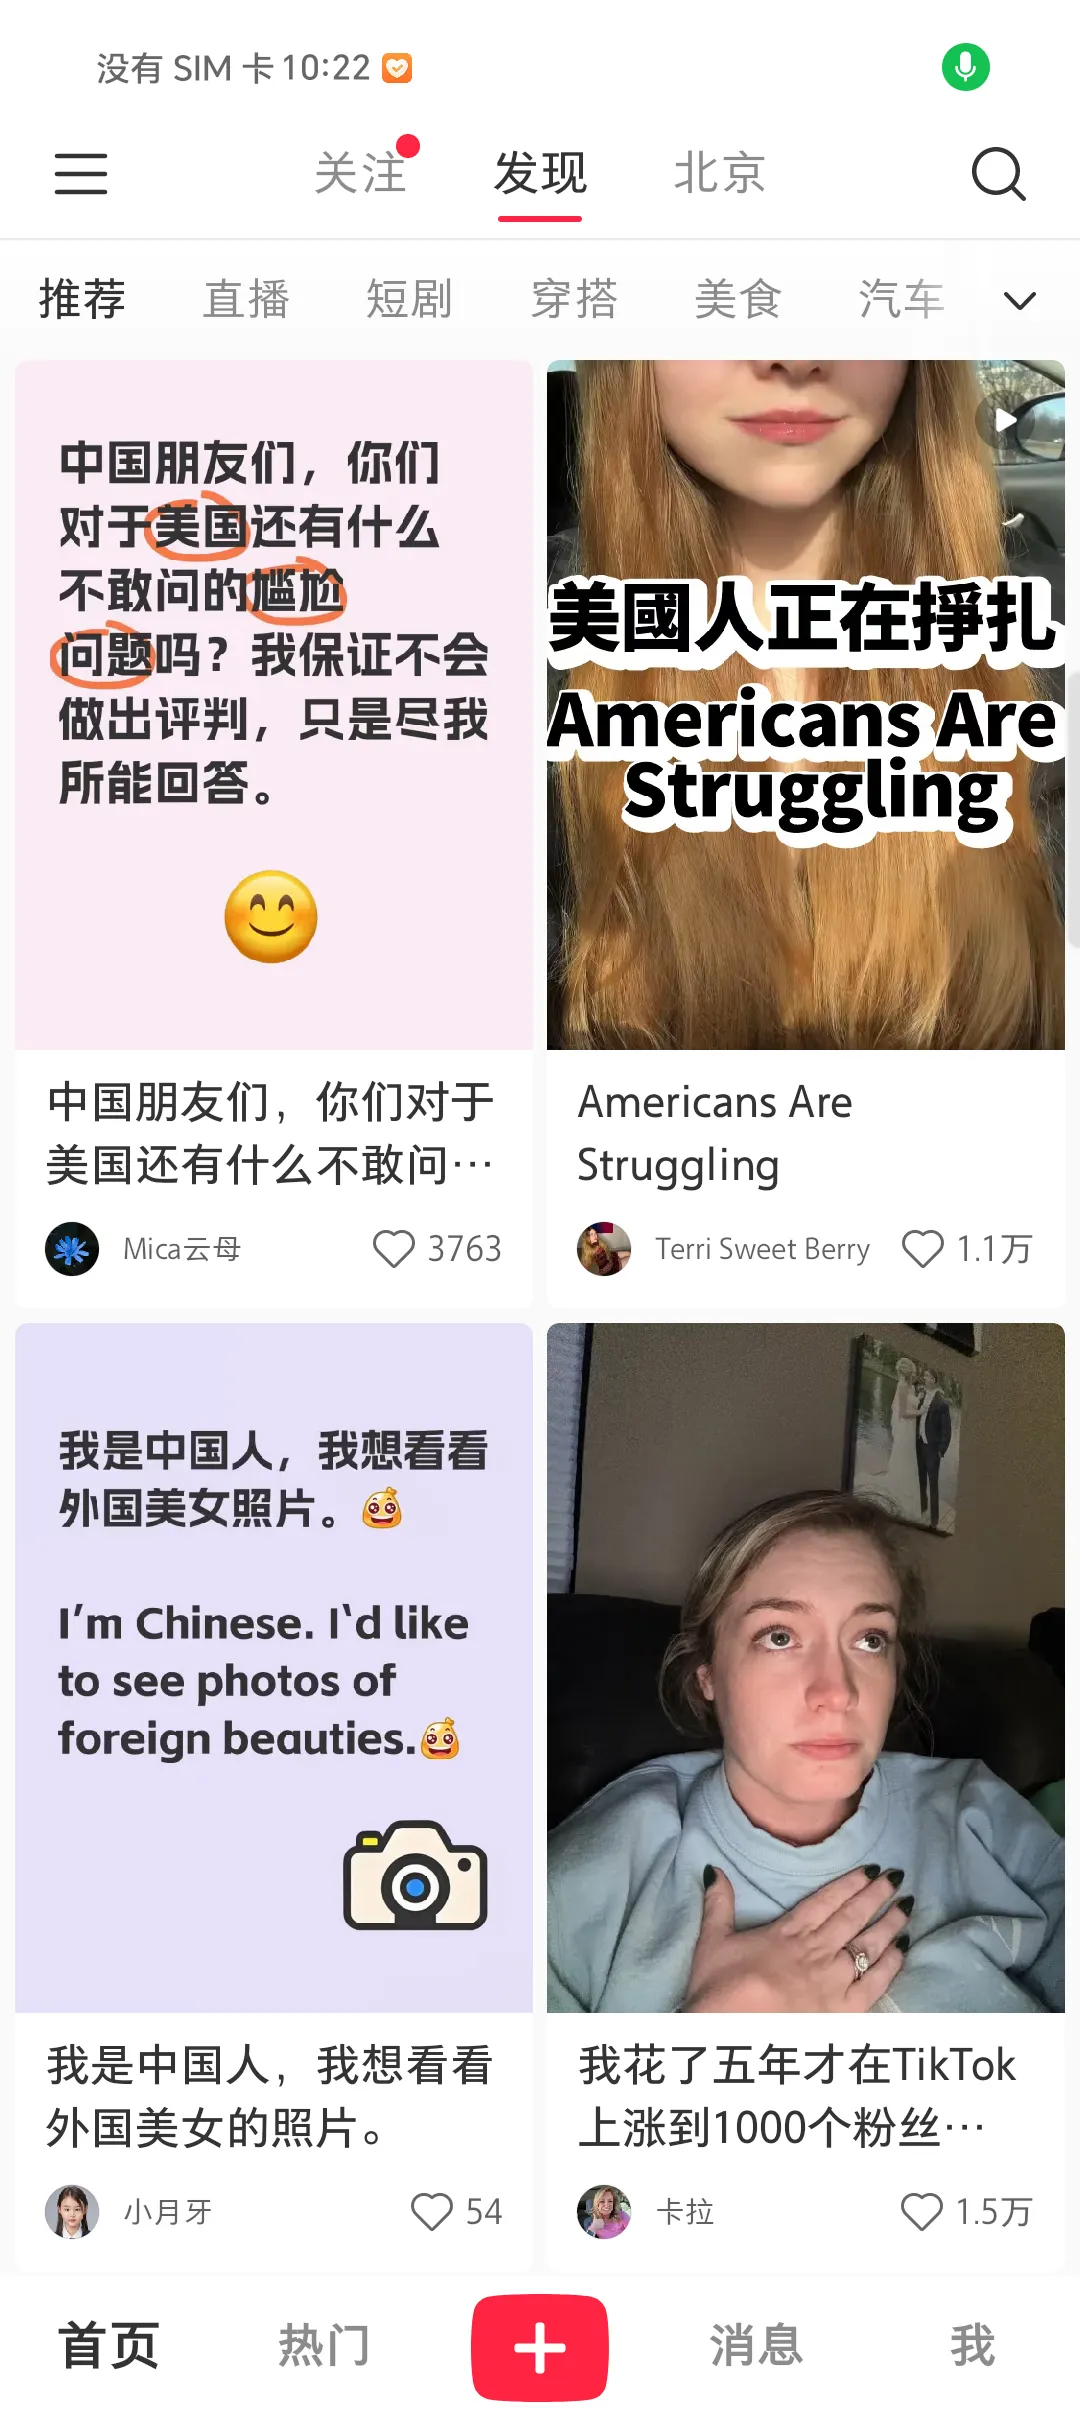 没有 SIM 卡 10:22
关注 发现 北京
推荐 直播 短剧 穿搭 美食 汽车
中国朋友们，你们
对于美国还有什么
不敢问的尴尬
问题吗？我保证不会
做出评判，只是尽我
所能回答。
中国朋友们，你们对于
美国还有什么不敢问…
Mica云母 3763
美國人正在掙扎
Americans Are
Struggling
Americans Are
Struggling
Terri Sweet Berry 1.1万
我是中国人，我想看看
外国美女照片。
I'm Chinese. I`d like
to see photos of
foreign beauties.
我是中国人，我想看看
外国美女的照片。
小月牙 54
我花了五年才在TikTok
上涨到1000个粉丝…
卡拉 1.5万
首页 热门 消息 我